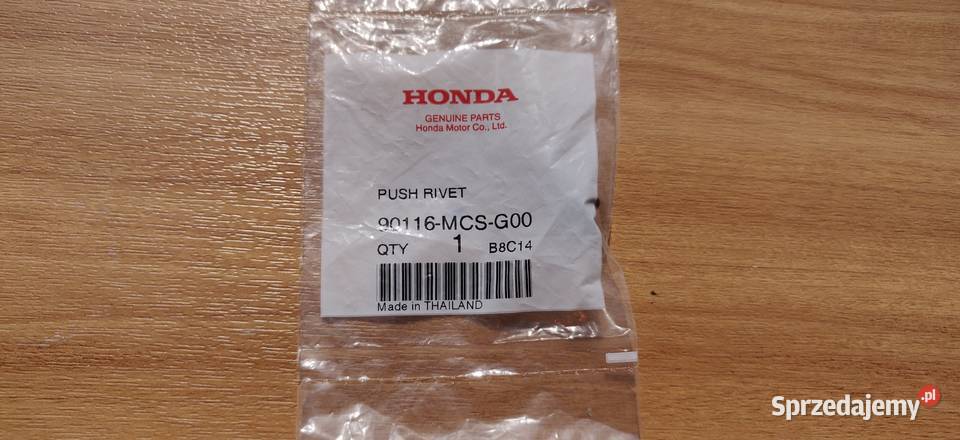 HONDA
GENUINE PARTS
Honda Motor Co., Ltd.
PUSH RIVET
90116-MCS-G00
QTY 1 B8C14
Made in THAILAND
Sprzedajemy.pl